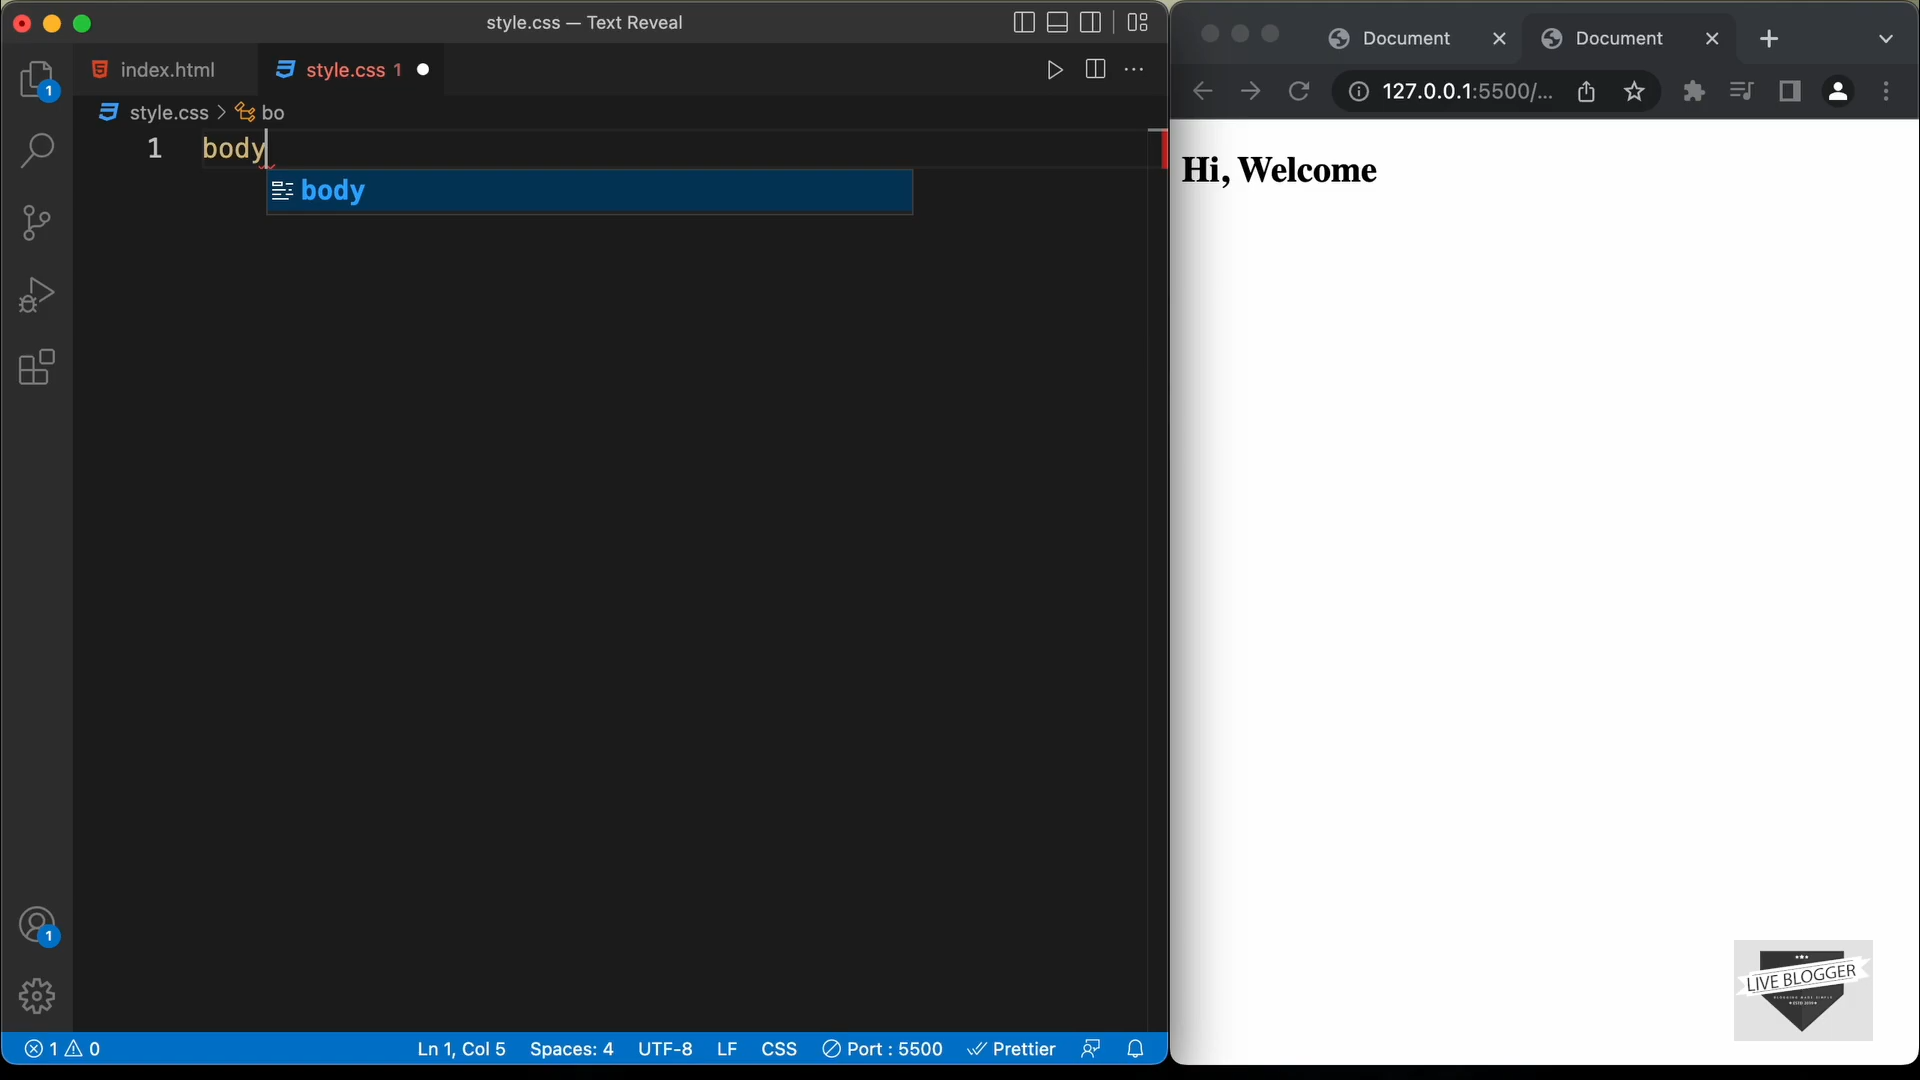 style.css — Text Reveal
index.html
style.css 1
style.css > bo
1 body
body
1
1
1 0
Ln 1, Col 5 Spaces: 4 UTF-8 LF CSS Port : 5500 Prettier
Document Document
127.0.0.1:5500/...
Hi, Welcome
LIVE BLOGGER